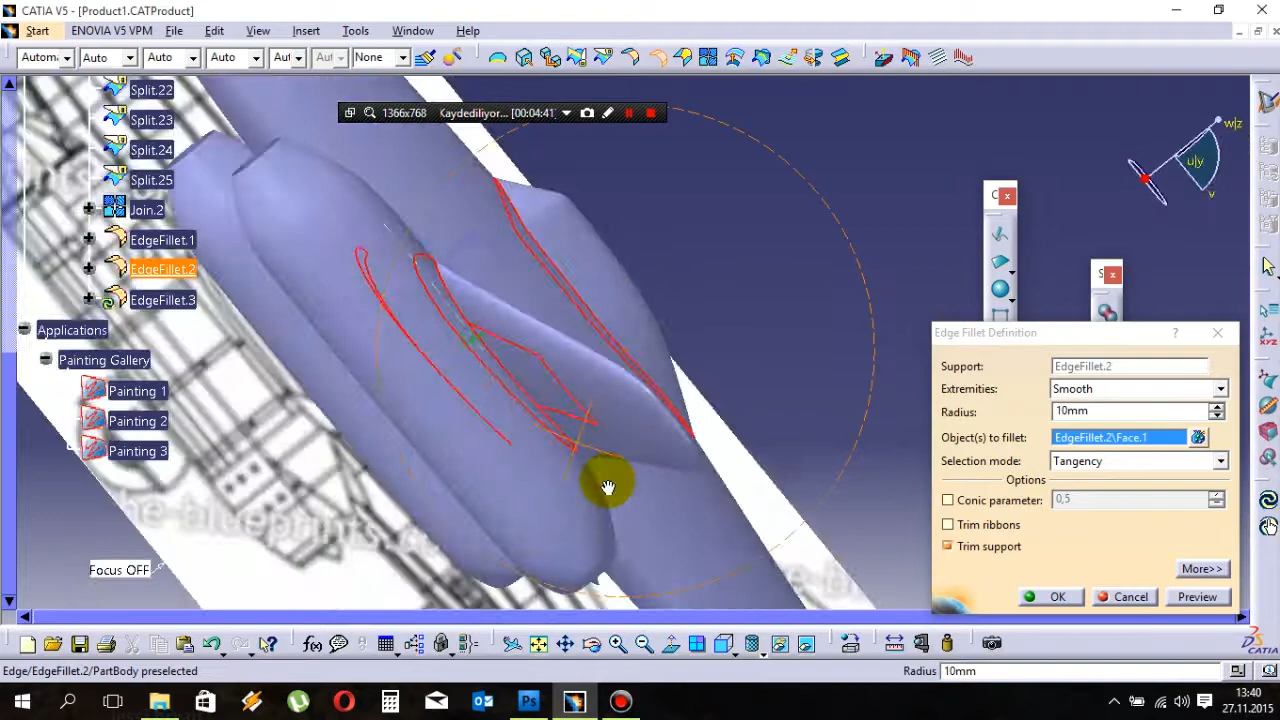 CATIA V5 - [Product1.CATProduct]
Start ENOVIA V5 VPM File Edit View Insert Tools Window Help
Automa Auto Auto Auto Aut Aut None
1366x768 Kaydediliyor... [00:04:41]
Split.22
Split.23
Split.24
Split.25
Join.2
EdgeFillet.1
EdgeFillet.2
EdgeFillet.3
Applications
Painting Gallery
Painting 1
Painting 2
Painting 3
Focus OFF
w|z
u|y
v
C
S
Edge Fillet Definition
Support: EdgeFillet.2
Extremities: Smooth
Radius: 10mm
Object(s) to fillet: EdgeFillet.2\Face.1
Selection mode: Tangency
Options
Conic parameter: 0,5
Trim ribbons
Trim support
More>>
OK Cancel Preview
the-blueprints.c
Edge/EdgeFillet.2/PartBody preselected Radius 10mm
13:40
27.11.2015